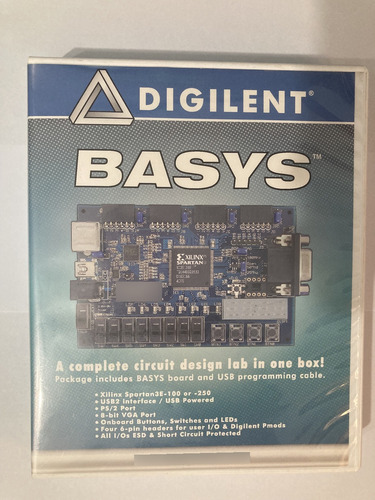 DIGILENT®
BASYS™
XILINX®
SPARTAN
A complete circuit design lab in one box!
Package includes BASYS board and USB programming cable.
• Xilinx Spartan3E-100 or -250
• USB2 Interface / USB Powered
• PS/2 Port
• 8-bit VGA Port
• Onboard Buttons, Switches and LEDs
• Four 6-pin headers for user I/O & Digilent Pmods
• All I/Os ESD & Short Circuit Protected